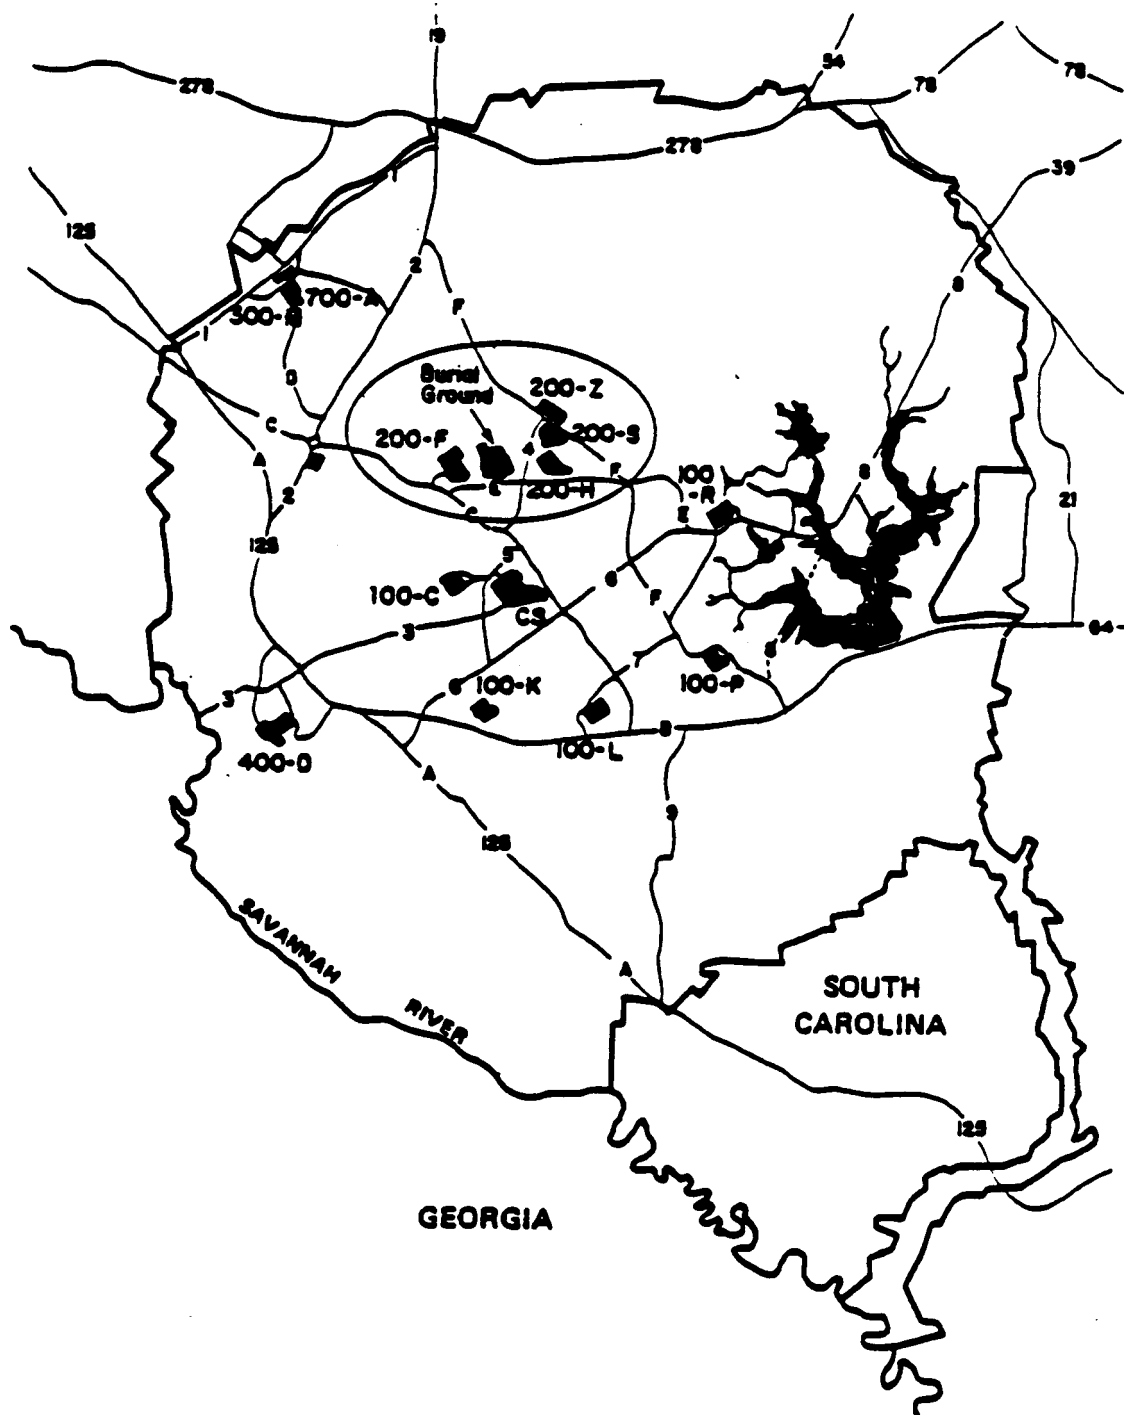 19
54
278
78
78
278
39
1
125
2
8
700-A
300-M
F
1
D
Burial
Ground
200-Z
C
200-F
200-S
4
A
F
100
-R
8
E
200-H
2
21
C
E
125
5
6
100-C
F
C.S
3
64
7
8
6
100-K
100-P
3
B
100-L
400-D
A
9
125
SAVANNAH
RIVER
A
SOUTH
CAROLINA
125
GEORGIA